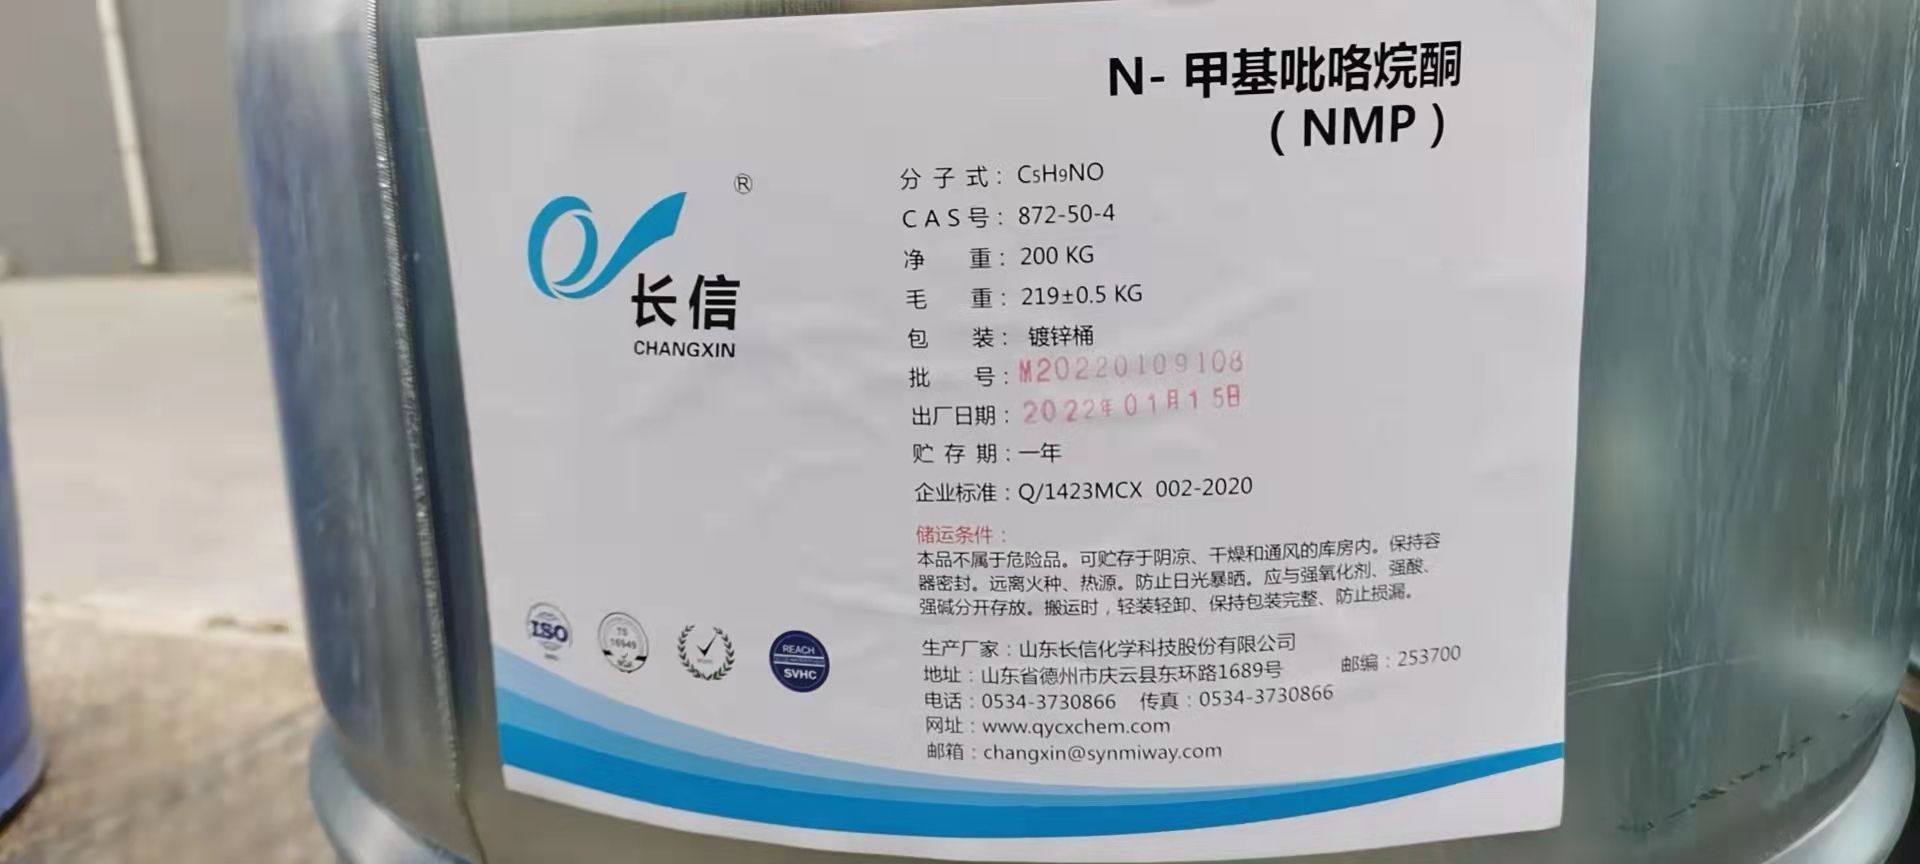 N- 甲基吡咯烷酮
（NMP）
®
长信
CHANGXIN
分 子 式：C5H9NO
C A S 号：872-50-4
净 重：200 KG
毛 重：219±0.5 KG
包 装：镀锌桶
批 号：M20220109108
出厂日期：2022年01月15日
贮 存 期：一年
企业标准：Q/1423MCX 002-2020
储运条件：
本品不属于危险品。可贮存于阴凉、干燥和通风的库房内。保持容
器密封。远离火种、热源。防止日光暴晒。应与强氧化剂、强酸、
强碱分开存放。搬运时，轻装轻卸、保持包装完整、防止损漏。
ISO
TS
16949
REACH
SVHC
生产厂家：山东长信化学科技股份有限公司
地址：山东省德州市庆云县东环路1689号 邮编：253700
电话：0534-3730866 传真：0534-3730866
网址：www.qycxchem.com
邮箱：changxin@synmiway.com